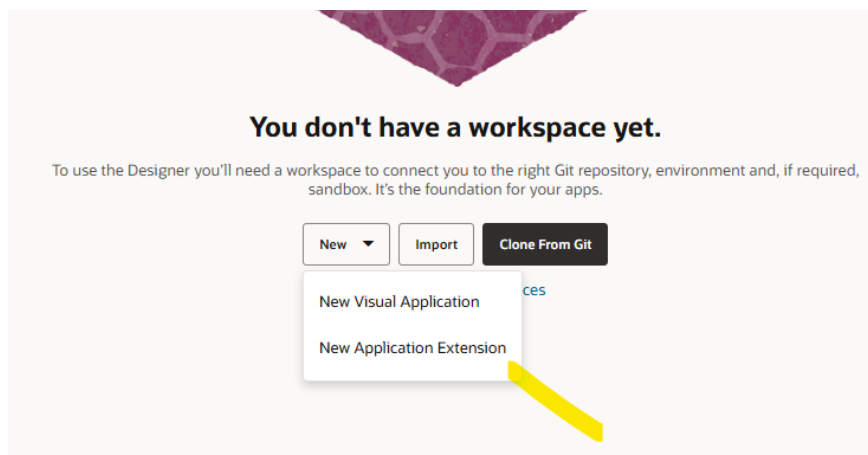 You don't have a workspace yet.
To use the Designer you'll need a workspace to connect you to the right Git repository, environment and, if required,
sandbox. It's the foundation for your apps.
New Import Clone From Git
ces
New Visual Application
New Application Extension